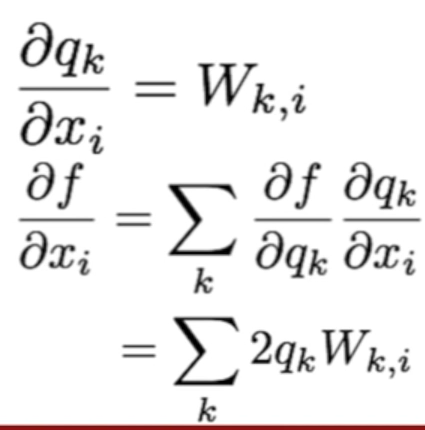 ∂q_k/∂x_i = W_{k,i}
∂f/∂x_i = ∑_k ∂f/∂q_k ∂q_k/∂x_i
= ∑_k 2q_k W_{k,i}